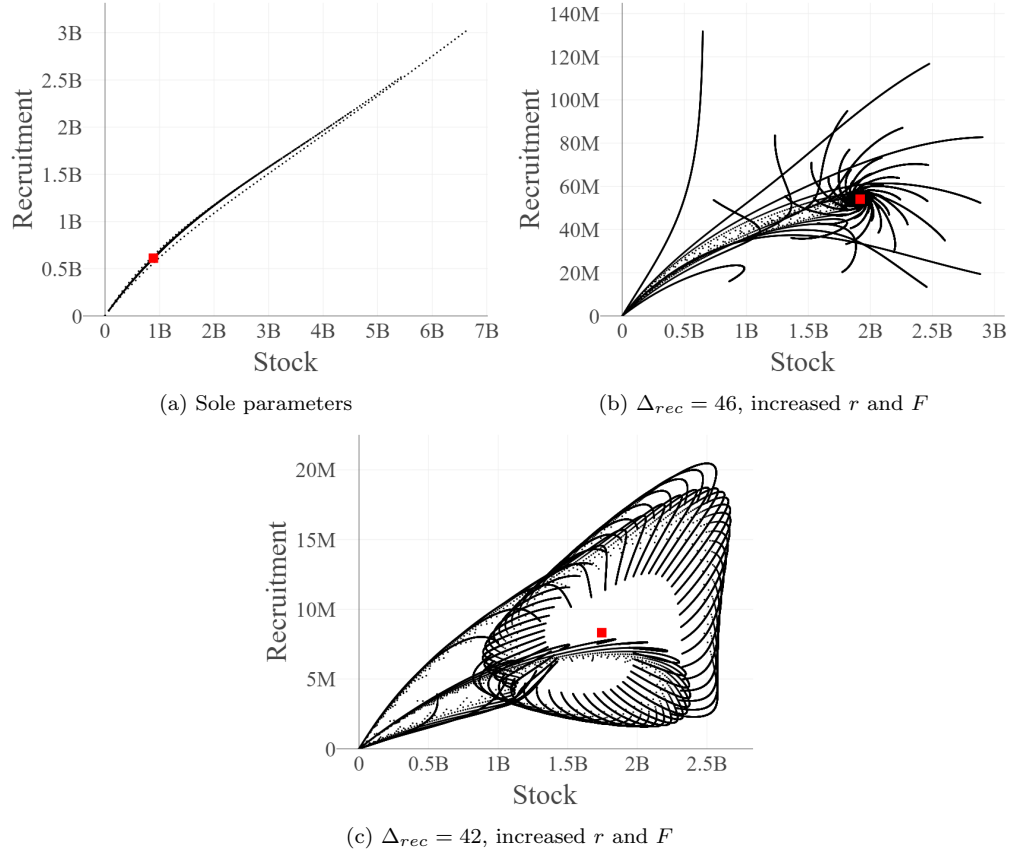 3B
2.5B
2B
1.5B
1B
0.5B
0
Recruitment
0 1B 2B 3B 4B 5B 6B 7B
Stock
(a) Sole parameters
140M
120M
100M
80M
60M
40M
20M
0
Recruitment
0 0.5B 1B 1.5B 2B 2.5B 3B
Stock
(b) Δrec = 46, increased r and F
20M
15M
10M
5M
0
Recruitment
0 0.5B 1B 1.5B 2B 2.5B
Stock
(c) Δrec = 42, increased r and F